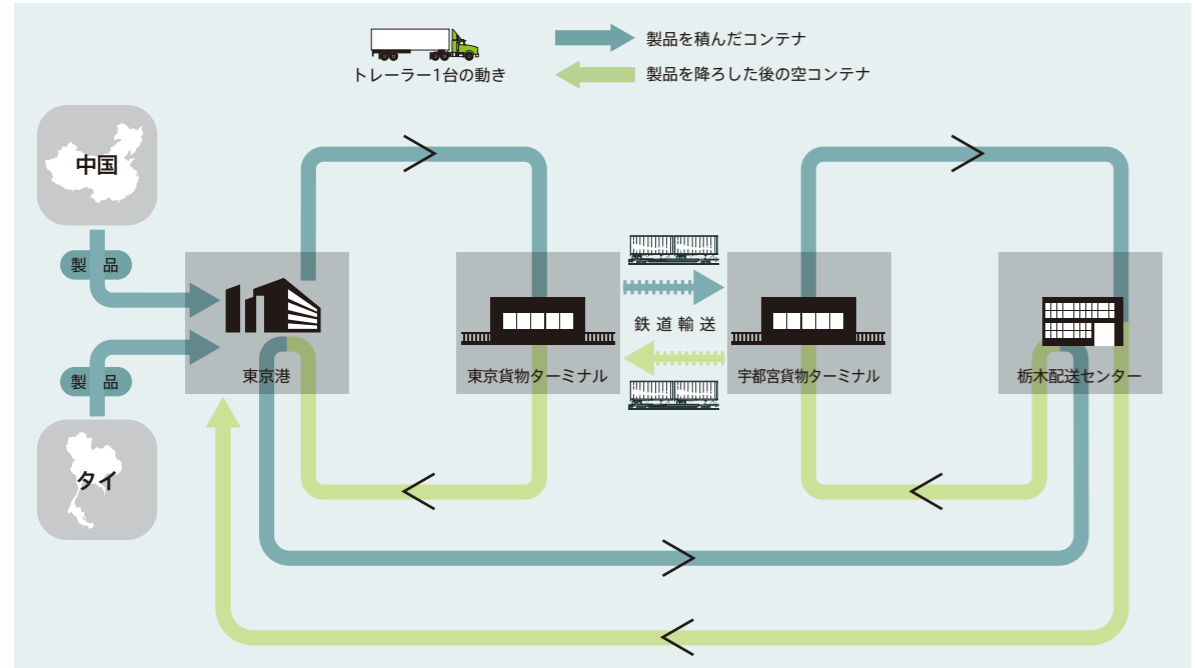 製品を積んだコンテナ
トレーラー1台の動き
製品を降ろした後の空コンテナ
中国
製品
鉄道輸送
製品
東京港
東京貨物ターミナル
宇都宮貨物ターミナル
栃木配送センター
タイ